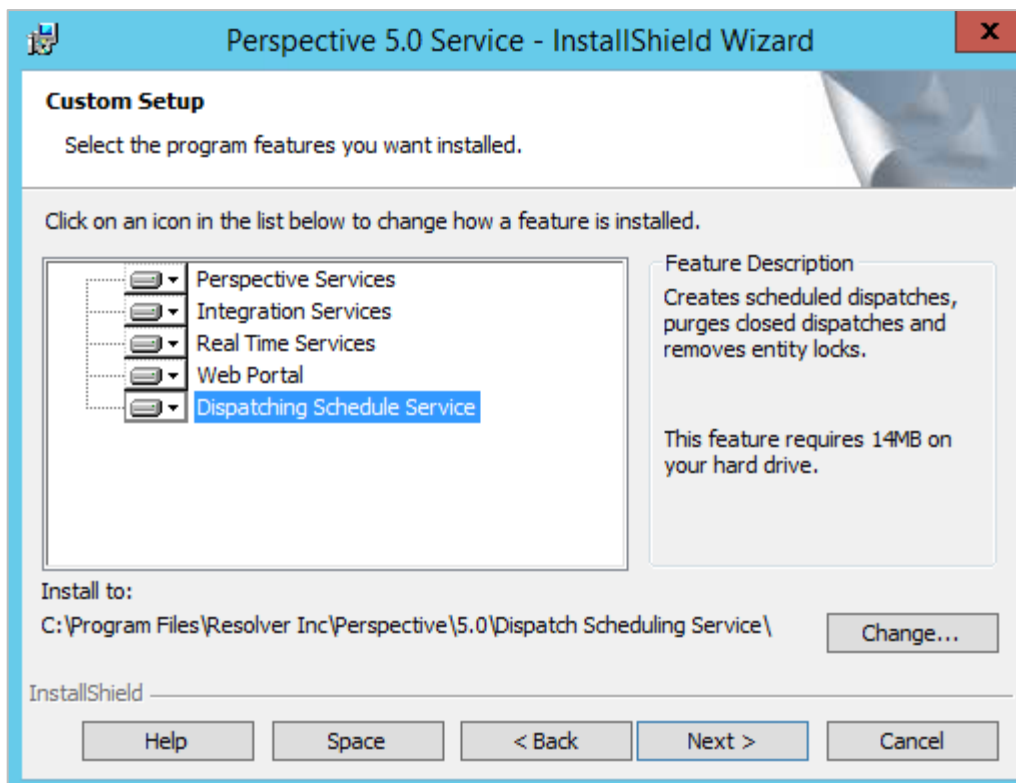 Perspective 5.0 Service - InstallShield Wizard
x
Custom Setup
Select the program features you want installed.
Click on an icon in the list below to change how a feature is installed.
Perspective Services
Integration Services
Real Time Services
Web Portal
Dispatching Schedule Service
Feature Description
Creates scheduled dispatches,
purges closed dispatches and
removes entity locks.
This feature requires 14MB on
your hard drive.
Install to:
C:\Program Files\Resolver Inc\Perspective\5.0\Dispatch Scheduling Service\
Change...
InstallShield
Help
Space
< Back
Next >
Cancel